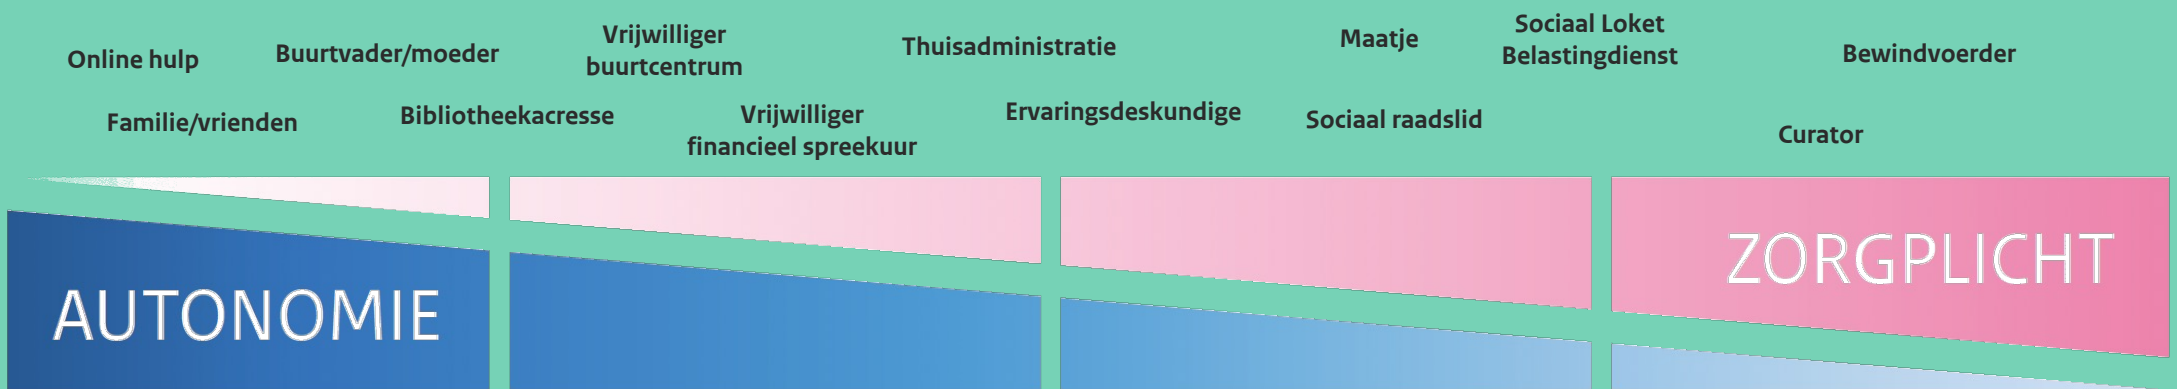 Online hulp
Buurtvader/moeder
Vrijwilliger
buurtcentrum
Thuisadministratie
Maatje
Sociaal Loket
Belastingdienst
Bewindvoerder
Familie/vrienden
Bibliotheekacresse
Vrijwilliger
financieel spreekuur
Ervaringsdeskundige
Sociaal raadslid
Curator
AUTONOMIE
ZORGPLICHT